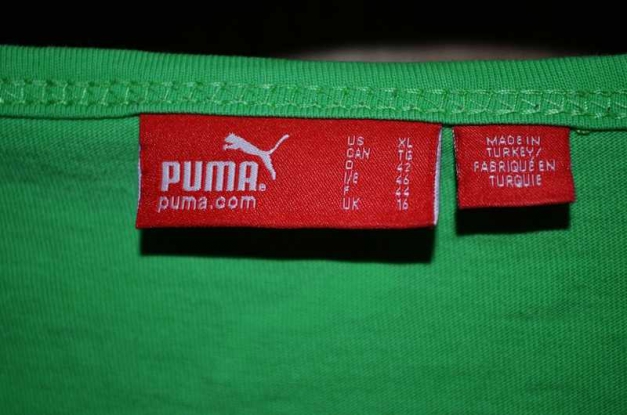 PUMA®
puma.com
US XL
CAN TG
D 42
I/E 46
F 44
UK 16
MADE IN
TURKEY/
FABRIQUÉ EN
TURQUIE